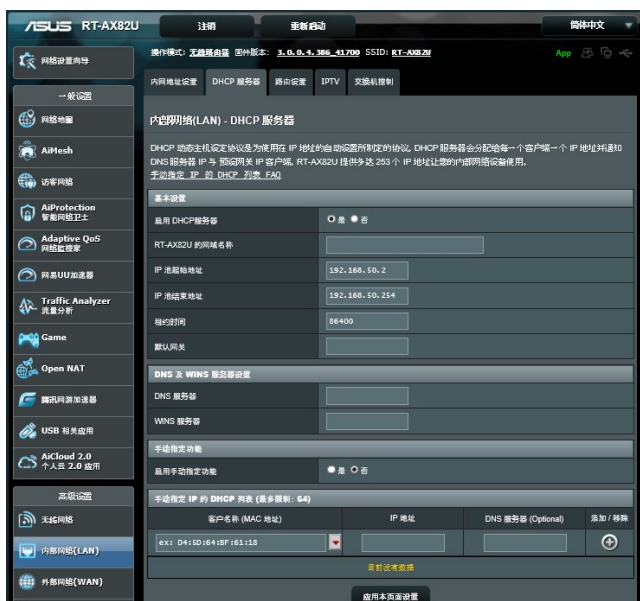 ASUS RT-AX82U 注销 重新启动 简体中文
操作模式: 无线路由器 固件版本: 3.0.0.4.386_41700 SSID: RT-AX82U App
网络设置向导
一般设置
网络地图
AiMesh
访客网络
AiProtection
智能网络卫士
Adaptive QoS
网络监控家
网易UU加速器
Traffic Analyzer
流量分析
Game
Open NAT
腾讯网游加速器
USB 相关应用
AiCloud 2.0
个人云 2.0 应用
高级设置
无线网络
内部网络(LAN)
外部网络(WAN)
内网地址设置 DHCP 服务器 路由设置 IPTV 交换机控制
内部网络(LAN) - DHCP 服务器
DHCP 动态主机设定协议是为使用在 IP 地址的自动设置所制定的协议。DHCP 服务器会分配给每一个客户端一个 IP 地址并通知
DNS 服务器 IP 与 预设网关 IP 客户端. RT-AX82U 提供多达 253 个 IP 地址让您的内部网络设备使用。
手动指定 IP 的 DHCP 列表 FAQ
基本设置
启用 DHCP服务器 是 否
RT-AX82U 的网域名称
IP 池起始地址 192.168.50.2
IP 池结束地址 192.168.50.254
租约时间 86400
默认网关
DNS 及 WINS 服务器设置
DNS 服务器
WINS 服务器
手动指定功能
启用手动指定功能 是 否
手动指定 IP 的 DHCP 列表 (最多限制: 64)
客户名称 (MAC 地址) IP 地址 DNS 服务器 (Optional) 添加 / 移除
ex: D4:5D:64:BF:61:18
目前没有数据
应用本页面设置